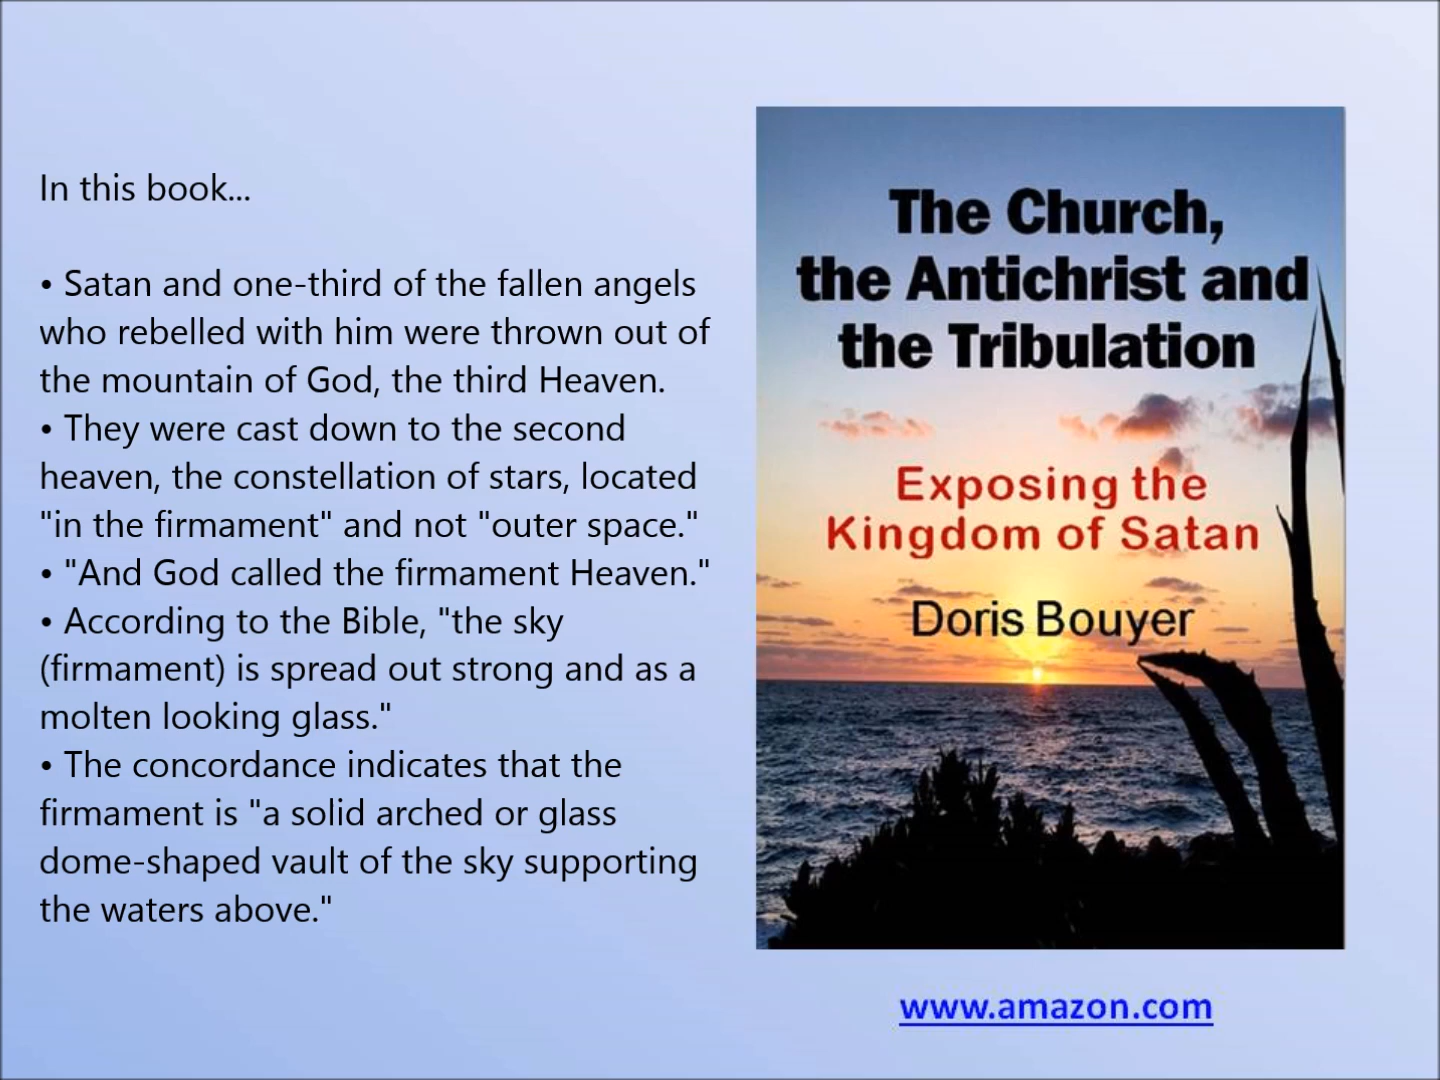 In this book...
• Satan and one-third of the fallen angels
who rebelled with him were thrown out of
the mountain of God, the third Heaven.
• They were cast down to the second
heaven, the constellation of stars, located
"in the firmament" and not "outer space."
• "And God called the firmament Heaven."
• According to the Bible, "the sky
(firmament) is spread out strong and as a
molten looking glass."
• The concordance indicates that the
firmament is "a solid arched or glass
dome-shaped vault of the sky supporting
the waters above."
The Church,
the Antichrist and
the Tribulation
Exposing the
Kingdom of Satan
Doris Bouyer
www.amazon.com